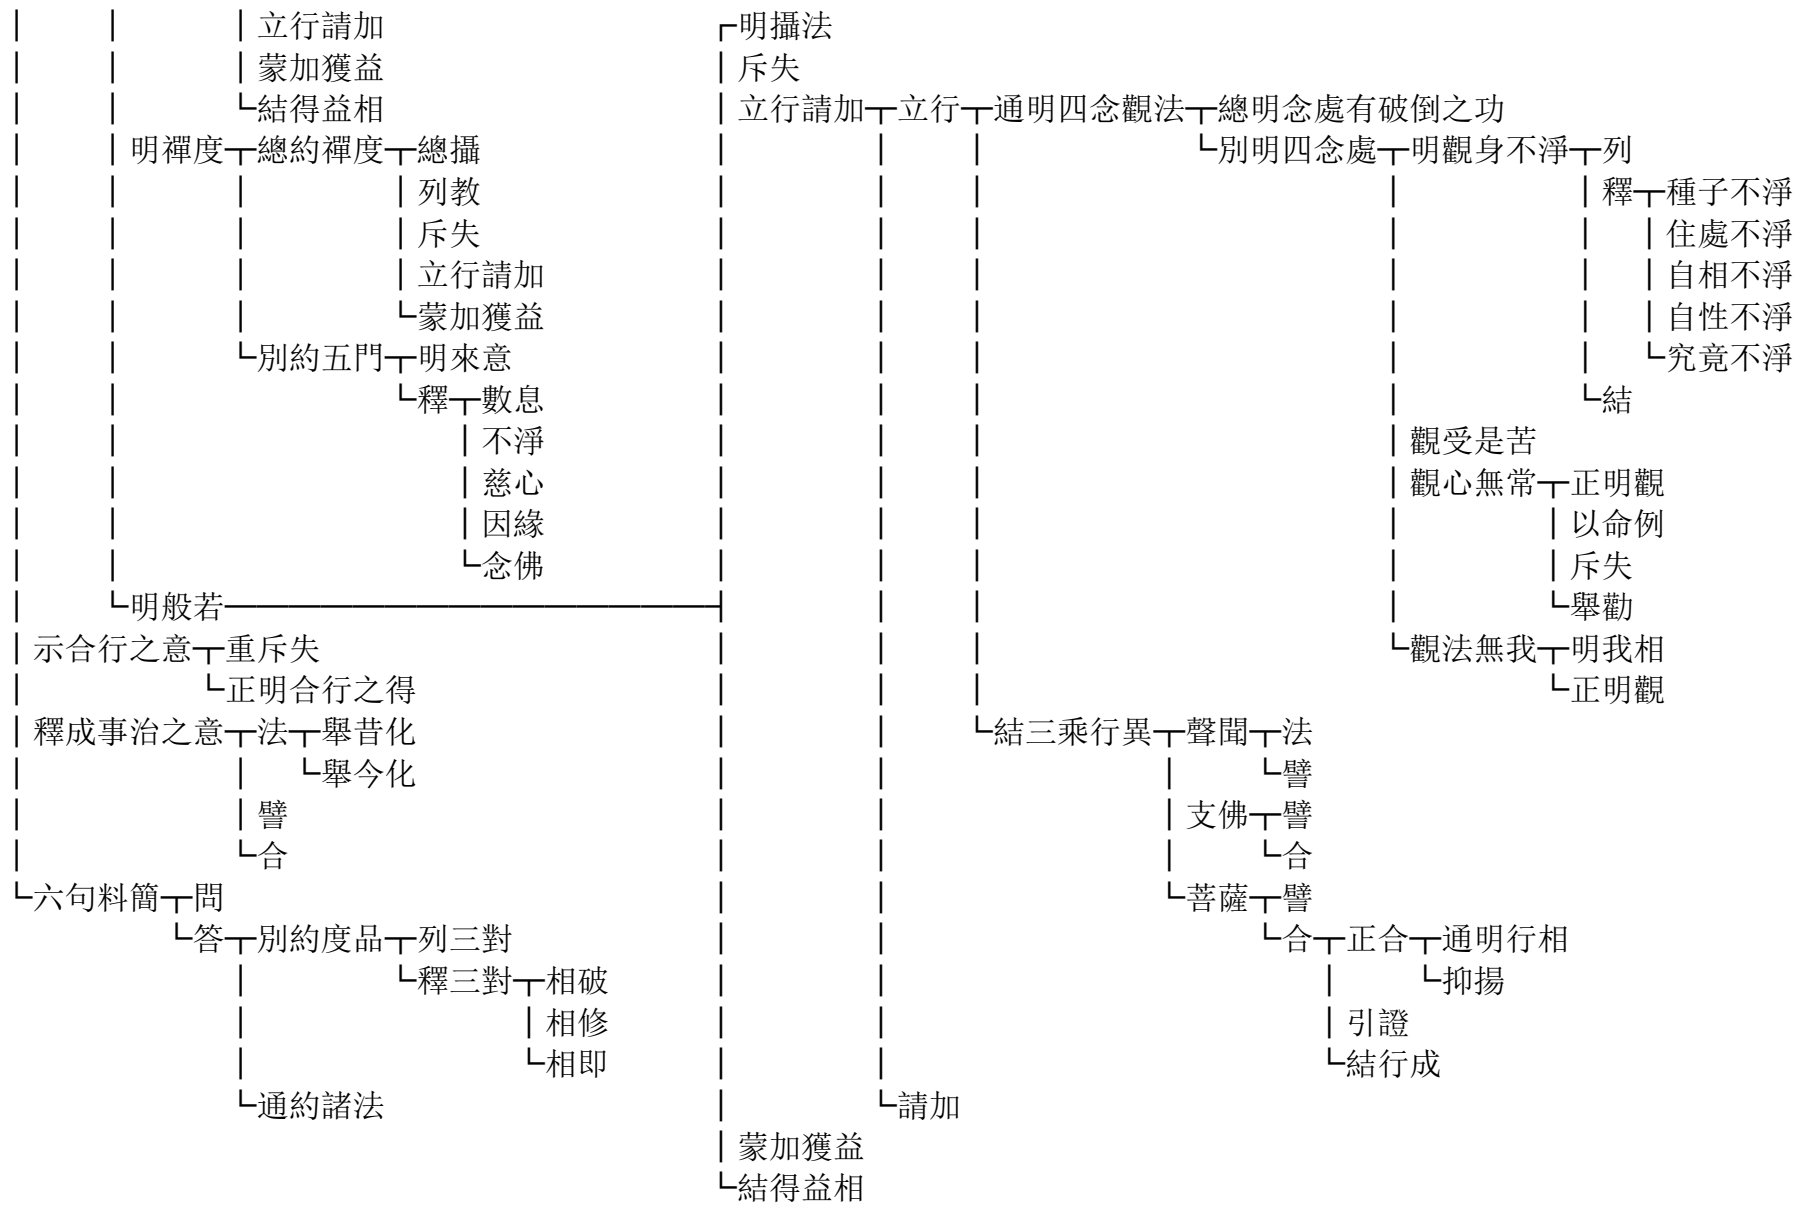 │　　│　　　│立行請加　　　　　　　　　　┌明攝法
│　　│　　　│蒙加獲益　　　　　　　　　　│斥失
│　　│　　　└結得益相　　　　　　　　　　│立行請加┬立行┬通明四念觀法┬總明念處有破倒之功
│　　│明禪度┬總約禪度┬總攝　　　　　　　│　　　　│　　│　　　　　　└別明四念處┬明觀身不淨┬列
│　　│　　　│　　　　│列教　　　　　　　│　　　　│　　│　　　　　　　　　　　　│　　　　　│釋┬種子不淨
│　　│　　　│　　　　│斥失　　　　　　　│　　　　│　　│　　　　　　　　　　　　│　　　　　│　│住處不淨
│　　│　　　│　　　　│立行請加　　　　　│　　　　│　　│　　　　　　　　　　　　│　　　　　│　│自相不淨
│　　│　　　│　　　　└蒙加獲益　　　　　│　　　　│　　│　　　　　　　　　　　　│　　　　　│　│自性不淨
│　　│　　　└別約五門┬明來意　　　　　　│　　　　│　　│　　　　　　　　　　　　│　　　　　│　└究竟不淨
│　　│　　　　　　　　└釋┬數息　　　　　│　　　　│　　│　　　　　　　　　　　　│　　　　　└結
│　　│　　　　　　　　　　│不淨　　　　　│　　　　│　　│　　　　　　　　　　　　│觀受是苦
│　　│　　　　　　　　　　│慈心　　　　　│　　　　│　　│　　　　　　　　　　　　│觀心無常┬正明觀
│　　│　　　　　　　　　　│因緣　　　　　│　　　　│　　│　　　　　　　　　　　　│　　　　│以命例
│　　│　　　　　　　　　　└念佛　　　　　│　　　　│　　│　　　　　　　　　　　　│　　　　│斥失
│　　└明般若───────────────┤　　　　│　　│　　　　　　　　　　　　│　　　　└舉勸
│示合行之意┬重斥失　　　　　　　　　　　　│　　　　│　　│　　　　　　　　　　　　└觀法無我┬明我相
│　　　　　└正明合行之得　　　　　　　　　│　　　　│　　│　　　　　　　　　　　　　　　　　└正明觀
│釋成事治之意┬法┬舉昔化　　　　　　　　　│　　　　│　　└結三乘行異┬聲聞┬法
│　　　　　　│　└舉今化　　　　　　　　　│　　　　│　　　　　　　　│　　└譬
│　　　　　　│譬　　　　　　　　　　　　　│　　　　│　　　　　　　　│支佛┬譬
│　　　　　　└合　　　　　　　　　　　　　│　　　　│　　　　　　　　│　　└合
└六句料簡┬問　　　　　　　　　　　　　　　│　　　　│　　　　　　　　└菩薩┬譬
　　　　　└答┬別約度品┬列三對　　　　　　│　　　　│　　　　　　　　　　　└合┬正合┬通明行相
　　　　　　　│　　　　└釋三對┬相破　　　│　　　　│　　　　　　　　　　　　　│　　└抑揚
　　　　　　　│　　　　　　　　│相修　　　│　　　　│　　　　　　　　　　　　　│引證
　　　　　　　│　　　　　　　　└相即　　　│　　　　│　　　　　　　　　　　　　└結行成
　　　　　　　└通約諸法　　　　　　　　　　│　　　　└請加
　　　　　　　　　　　　　　　　　　　　　　│蒙加獲益
　　　　　　　　　　　　　　　　　　　　　　└結得益相